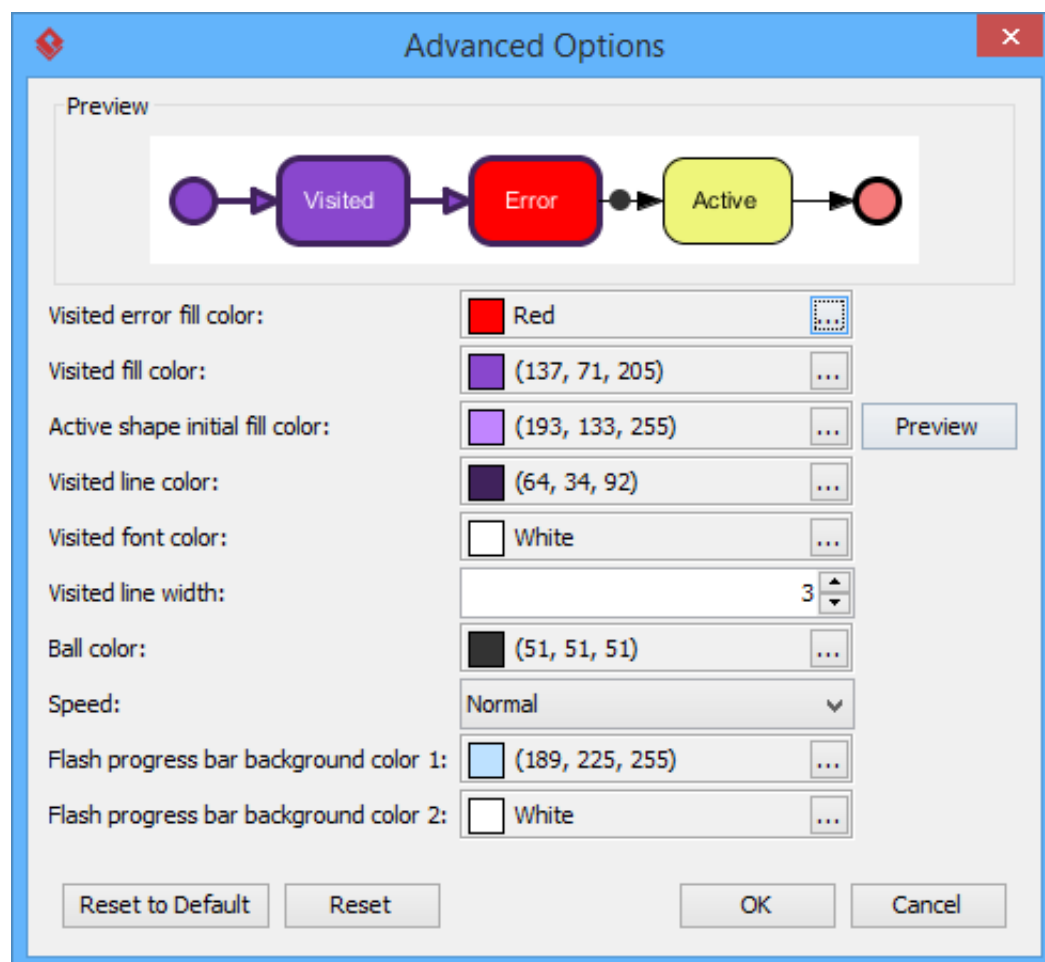 Advanced Options
Preview
Visited Error Active
Visited error fill color: Red ...
Visited fill color: (137, 71, 205) ...
Active shape initial fill color: (193, 133, 255) ... Preview
Visited line color: (64, 34, 92) ...
Visited font color: White ...
Visited line width: 3
Ball color: (51, 51, 51) ...
Speed: Normal
Flash progress bar background color 1: (189, 225, 255) ...
Flash progress bar background color 2: White ...
Reset to Default Reset OK Cancel